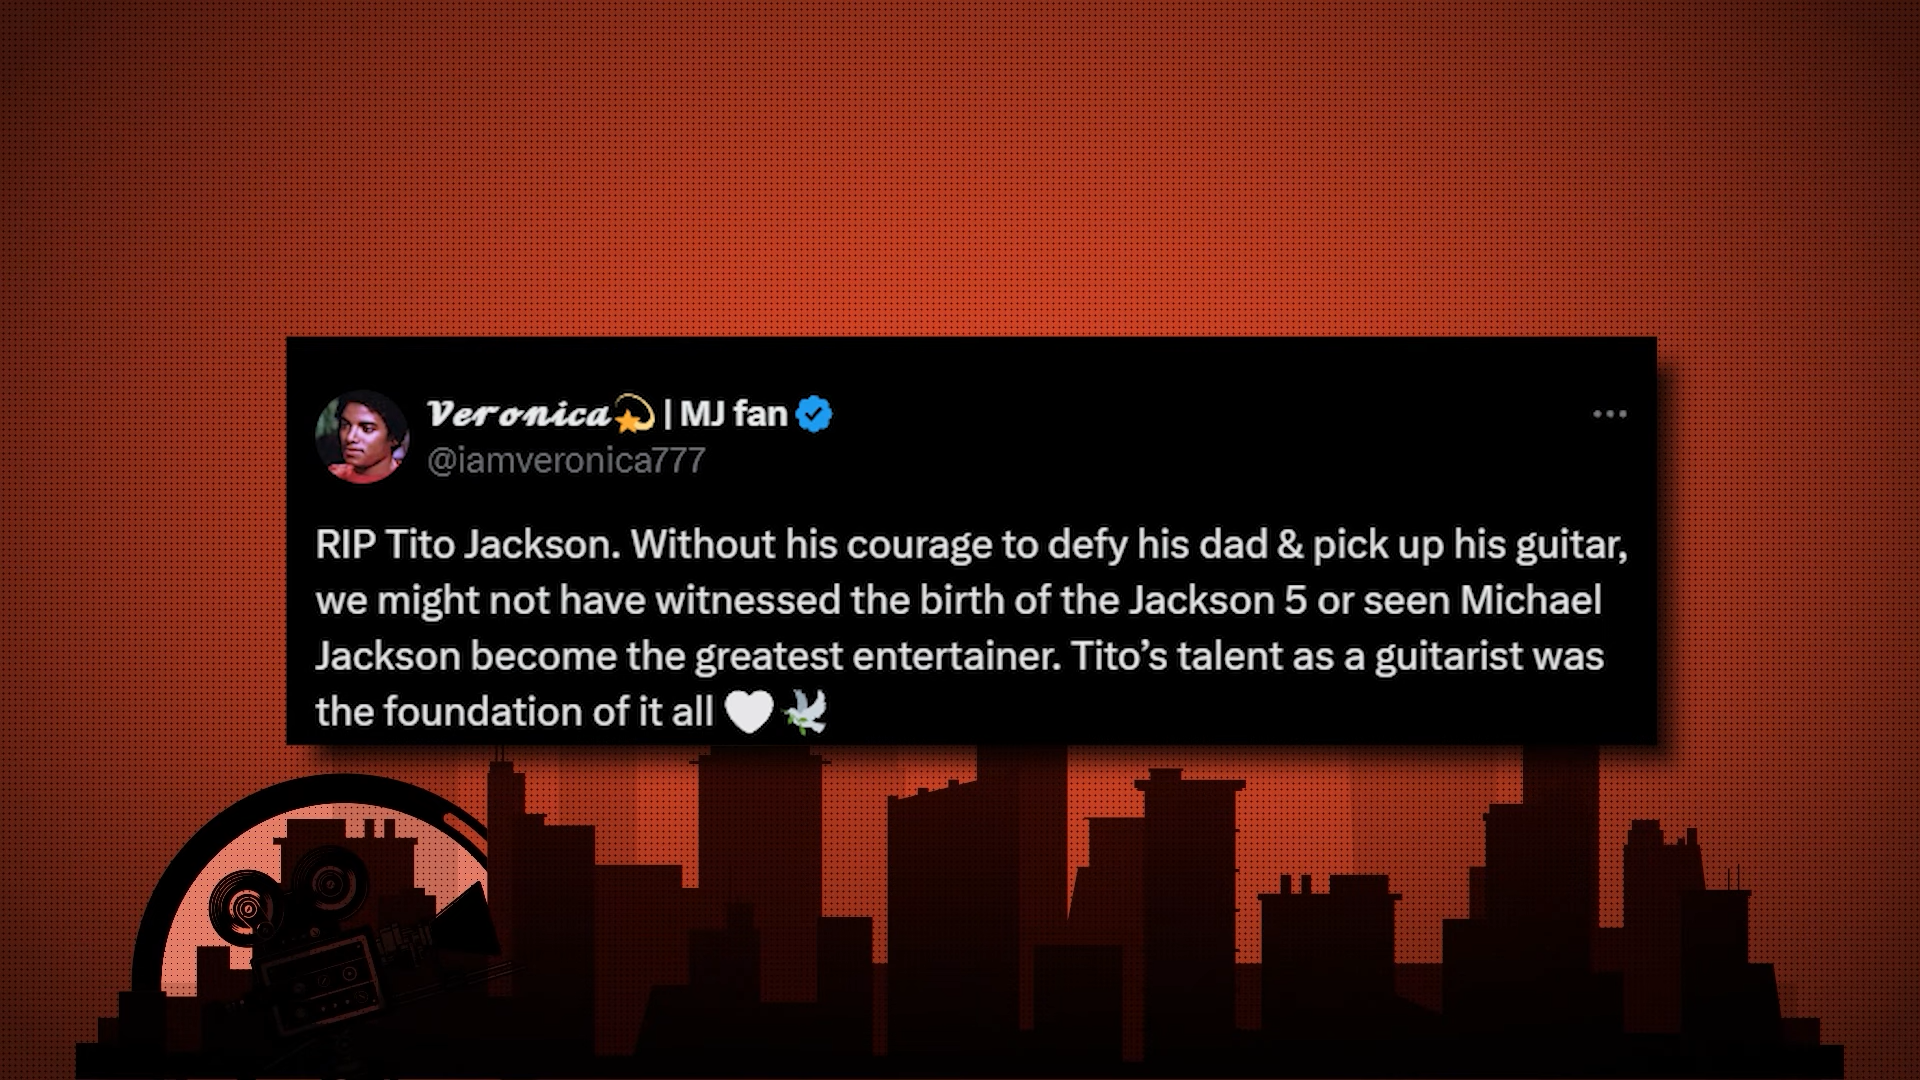 𝓥𝓮𝓻𝓸𝓷𝓲𝓬𝓪💫 | MJ fan
@iamveronica777
RIP Tito Jackson. Without his courage to defy his dad & pick up his guitar,
we might not have witnessed the birth of the Jackson 5 or seen Michael
Jackson become the greatest entertainer. Tito’s talent as a guitarist was
the foundation of it all 🤍 🕊️